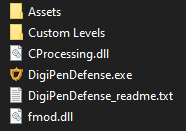 Assets
Custom Levels
CProcessing.dll
DigiPenDefense.exe
DigiPenDefense_readme.txt
fmod.dll